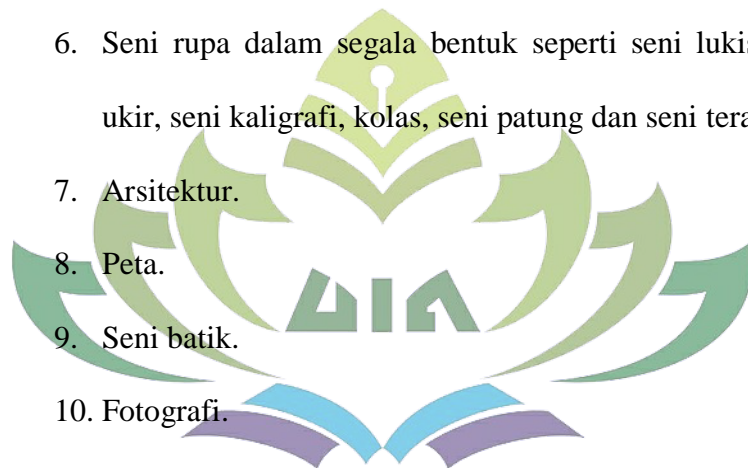 6. Seni rupa dalam segala bentuk seperti seni lukis
ukir, seni kaligrafi, kolas, seni patung dan seni tera
7. Arsitektur.
8. Peta.
UIN
9. Seni batik.
10. Fotografi.